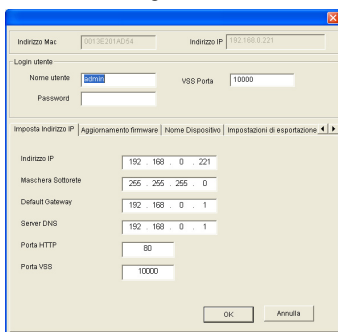 Indirizzo Mac 0013E201AD54 Indirizzo IP 192.168.0.221
Login utente
Nome utente admin VSS Porta 10000
Password
Imposta Indirizzo IP Aggiornamento firmware Nome Dispositivo Impostazioni di esportazione
Indirizzo IP 192 . 168 . 0 . 221
Maschera Sottorete 255 . 255 . 255 . 0
Default Gateway 192 . 168 . 0 . 1
Server DNS 192 . 168 . 0 . 1
Porta HTTP 80
Porta VSS 10000
OK Annulla